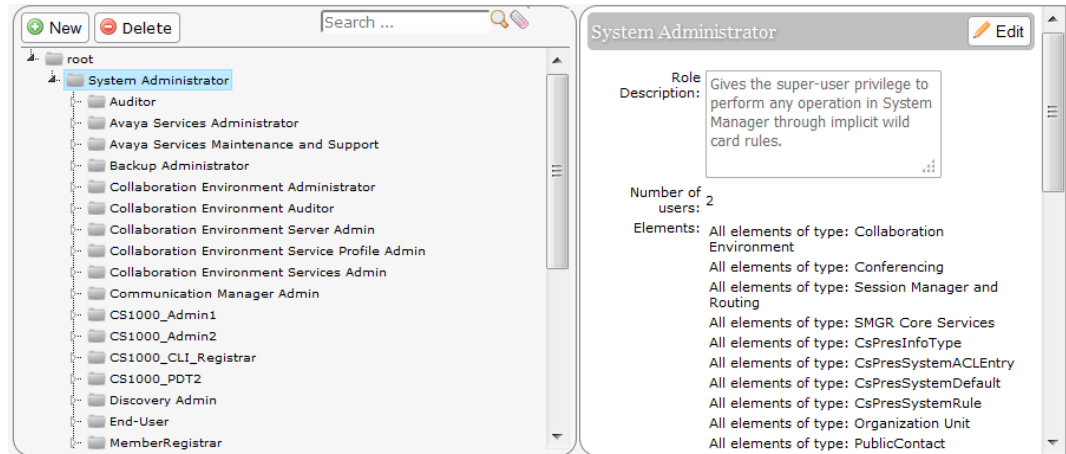 New
Delete
Search ...
root
System Administrator
Auditor
Avaya Services Administrator
Avaya Services Maintenance and Support
Backup Administrator
Collaboration Environment Administrator
Collaboration Environment Auditor
Collaboration Environment Server Admin
Collaboration Environment Service Profile Admin
Collaboration Environment Services Admin
Communication Manager Admin
CS1000_Admin1
CS1000_Admin2
CS1000_CLI_Registrar
CS1000_PDT2
Discovery Admin
End-User
MemberRegistrar
System Administrator
Edit
Role
Description:
Gives the super-user privilege to
perform any operation in System
Manager through implicit wild
card rules.
Number of
users:
2
Elements:
All elements of type: Collaboration
Environment
All elements of type: Conferencing
All elements of type: Session Manager and
Routing
All elements of type: SMGR Core Services
All elements of type: CsPresInfoType
All elements of type: CsPresSystemACLEntry
All elements of type: CsPresSystemDefault
All elements of type: CsPresSystemRule
All elements of type: Organization Unit
All elements of type: PublicContact